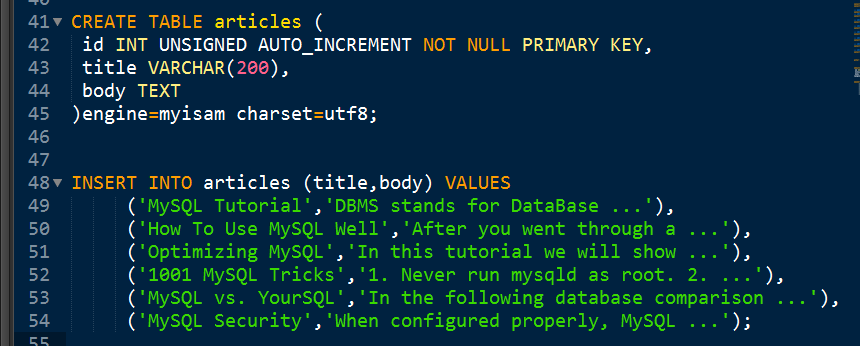 41 CREATE TABLE articles (
42 id INT UNSIGNED AUTO_INCREMENT NOT NULL PRIMARY KEY,
43 title VARCHAR(200),
44 body TEXT
45 )engine=myisam charset=utf8;
46
47
48 INSERT INTO articles (title,body) VALUES
49 ('MySQL Tutorial','DBMS stands for DataBase ...'),
50 ('How To Use MySQL Well','After you went through a ...'),
51 ('Optimizing MySQL','In this tutorial we will show ...'),
52 ('1001 MySQL Tricks','1. Never run mysqld as root. 2. ...'),
53 ('MySQL vs. YourSQL','In the following database comparison ...'),
54 ('MySQL Security','When configured properly, MySQL ...');
55